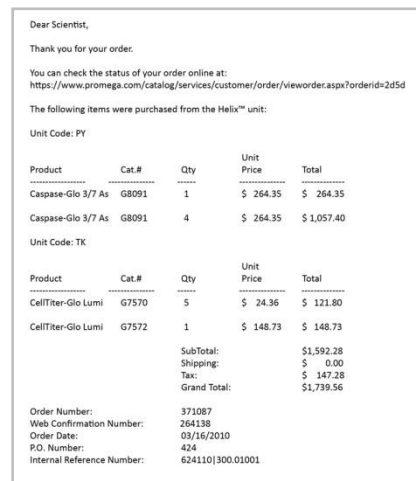 Dear Scientist,
Thank you for your order.
You can check the status of your order online at:
https://www.promega.com/catalog/services/customer/order/vieworder.aspx?orderid=2d5d
The following items were purchased from the Helix™ unit:
Unit Code: PY
Product Cat.# Qty Unit Price Total
Caspase-Glo 3/7 As G8091 1 $ 264.35 $ 264.35
Caspase-Glo 3/7 As G8091 4 $ 264.35 $ 1,057.40
Unit Code: TK
Product Cat.# Qty Unit Price Total
CellTiter-Glo Lumi G7570 5 $ 24.36 $ 121.80
CellTiter-Glo Lumi G7572 1 $ 148.73 $ 148.73
SubTotal: $1,592.28
Shipping: $ 0.00
Tax: $ 147.28
Grand Total: $1,739.56
Order Number: 371087
Web Confirmation Number: 264138
Order Date: 03/16/2010
P.O. Number: 424
Internal Reference Number: 624110|300.01001